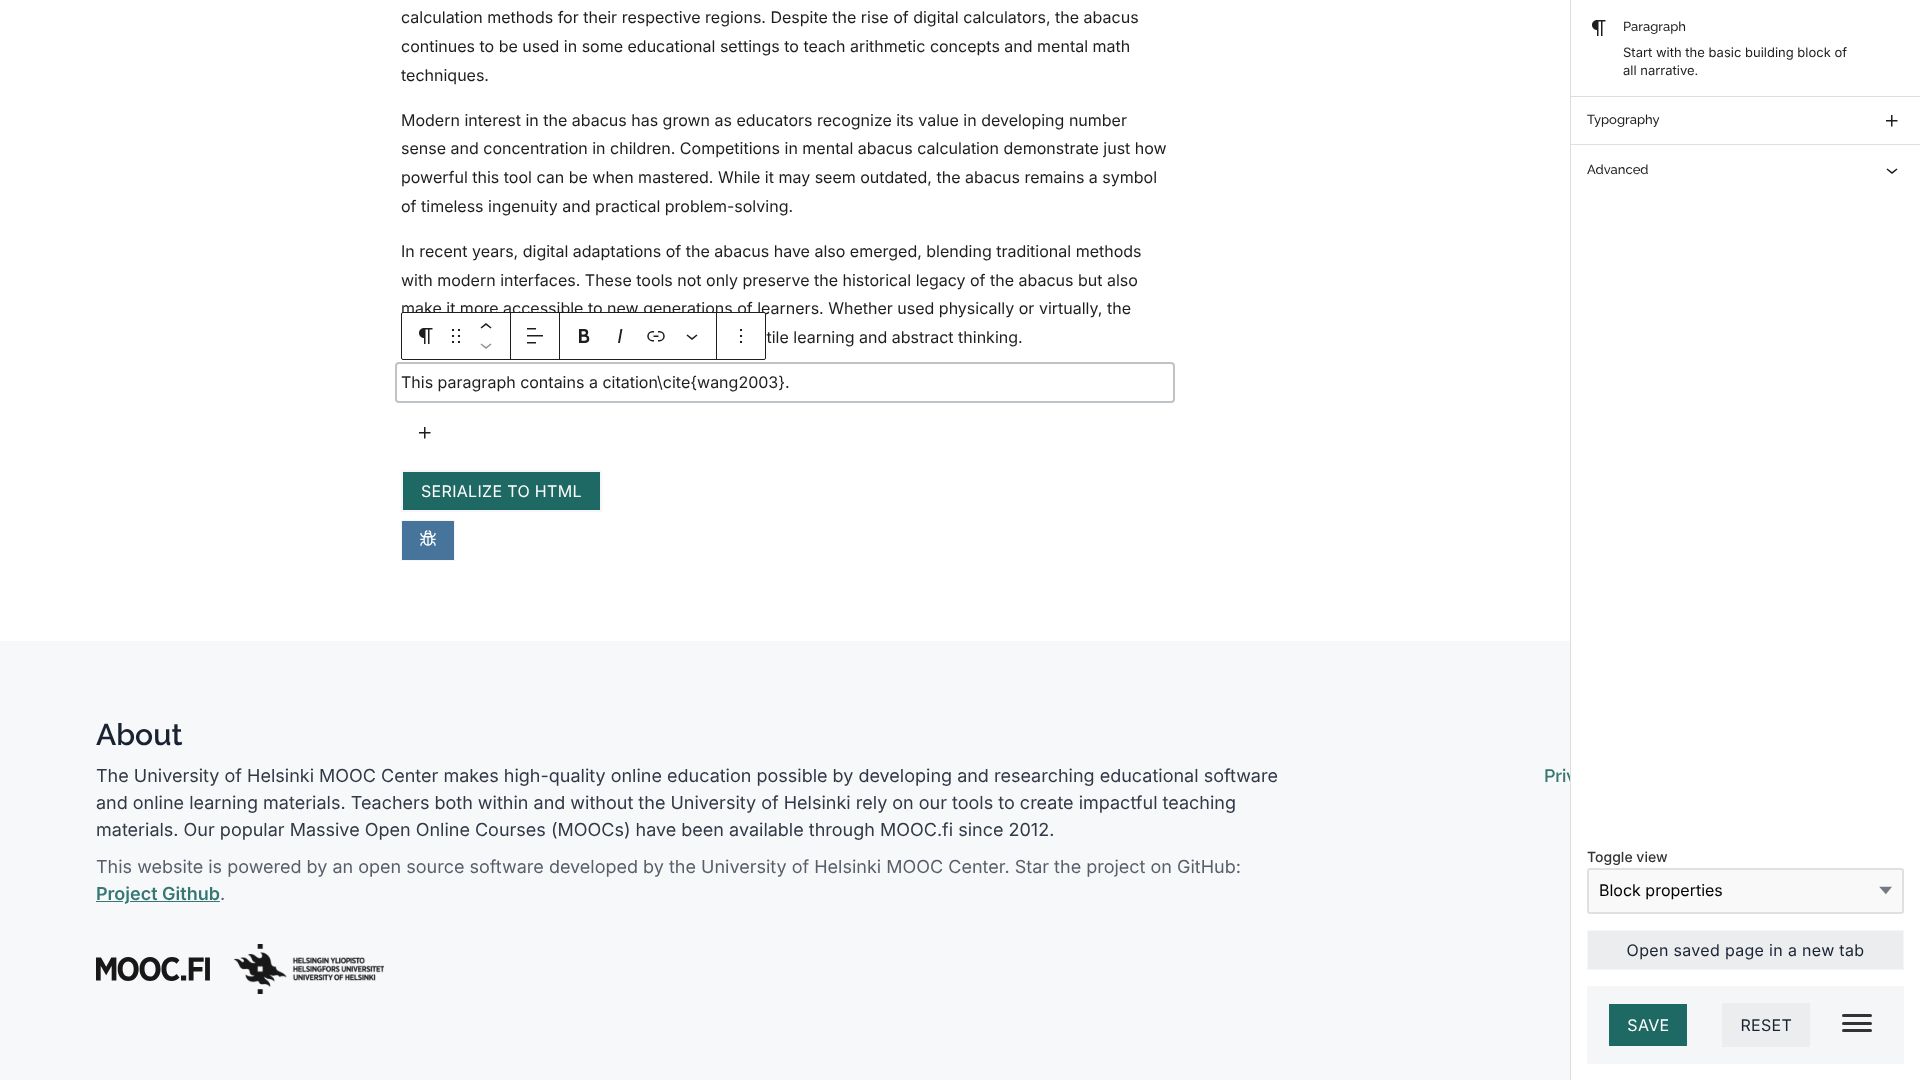 calculation methods for their respective regions. Despite the rise of digital calculators, the abacus
continues to be used in some educational settings to teach arithmetic concepts and mental math
techniques.
Modern interest in the abacus has grown as educators recognize its value in developing number
sense and concentration in children. Competitions in mental abacus calculation demonstrate just how
powerful this tool can be when mastered. While it may seem outdated, the abacus remains a symbol
of timeless ingenuity and practical problem-solving.
In recent years, digital adaptations of the abacus have also emerged, blending traditional methods
with modern interfaces. These tools not only preserve the historical legacy of the abacus but also
make it more accessible to new generations of learners. Whether used physically or virtually, the
tile learning and abstract thinking.
B I
This paragraph contains a citation\cite{wang2003}.
SERIALIZE TO HTML
About
The University of Helsinki MOOC Center makes high-quality online education possible by developing and researching educational software
and online learning materials. Teachers both within and without the University of Helsinki rely on our tools to create impactful teaching
materials. Our popular Massive Open Online Courses (MOOCs) have been available through MOOC.fi since 2012.
This website is powered by an open source software developed by the University of Helsinki MOOC Center. Star the project on GitHub:
Project Github.
MOOC.FI
HELSINGIN YLIOPISTO
HELSINGFORS UNIVERSITET
UNIVERSITY OF HELSINKI
Priv
Paragraph
Start with the basic building block of
all narrative.
Typography
Advanced
Toggle view
Block properties
Open saved page in a new tab
SAVE
RESET